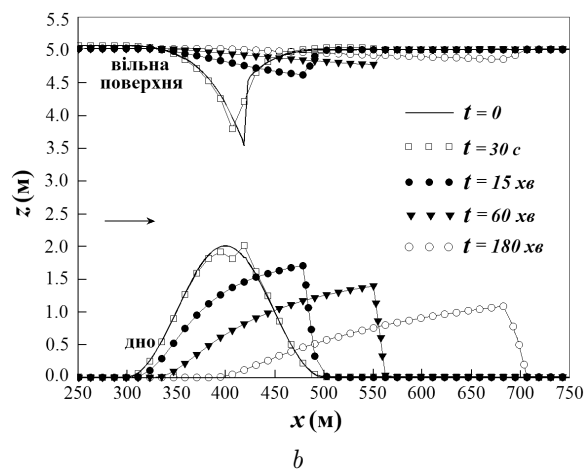 5.5
5.0
4.5
4.0
3.5
3.0
2.5
2.0
1.5
1.0
0.5
0.0
z (м)
вільна
поверхня
t = 0
t = 30 с
t = 15 хв
t = 60 хв
t = 180 хв
дно
250 300 350 400 450 500 550 600 650 700 750
x (м)
b